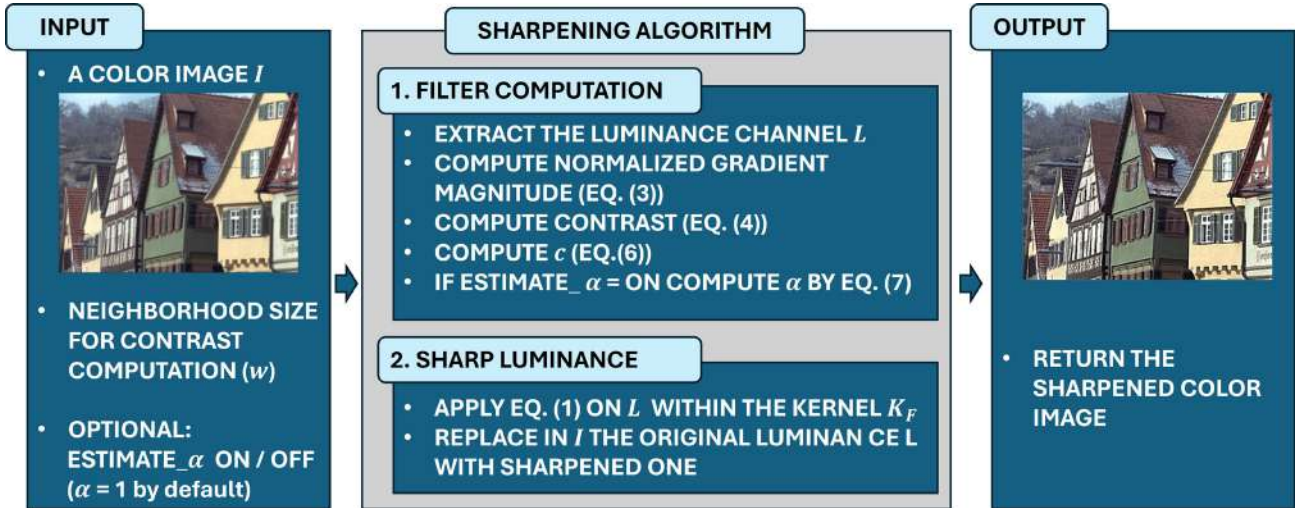 INPUT
• A COLOR IMAGE I
• NEIGHBORHOOD SIZE
FOR CONTRAST
COMPUTATION (w)
• OPTIONAL:
ESTIMATE_α ON / OFF
(α = 1 by default)
SHARPENING ALGORITHM
1. FILTER COMPUTATION
• EXTRACT THE LUMINANCE CHANNEL L
• COMPUTE NORMALIZED GRADIENT
MAGNITUDE (EQ. (3))
• COMPUTE CONTRAST (EQ. (4))
• COMPUTE c (EQ.(6))
• IF ESTIMATE_ α = ON COMPUTE α BY EQ. (7)
2. SHARP LUMINANCE
• APPLY EQ. (1) ON L WITHIN THE KERNEL K_F
• REPLACE IN I THE ORIGINAL LUMINAN CE L
WITH SHARPENED ONE
OUTPUT
• RETURN THE
SHARPENED COLOR
IMAGE